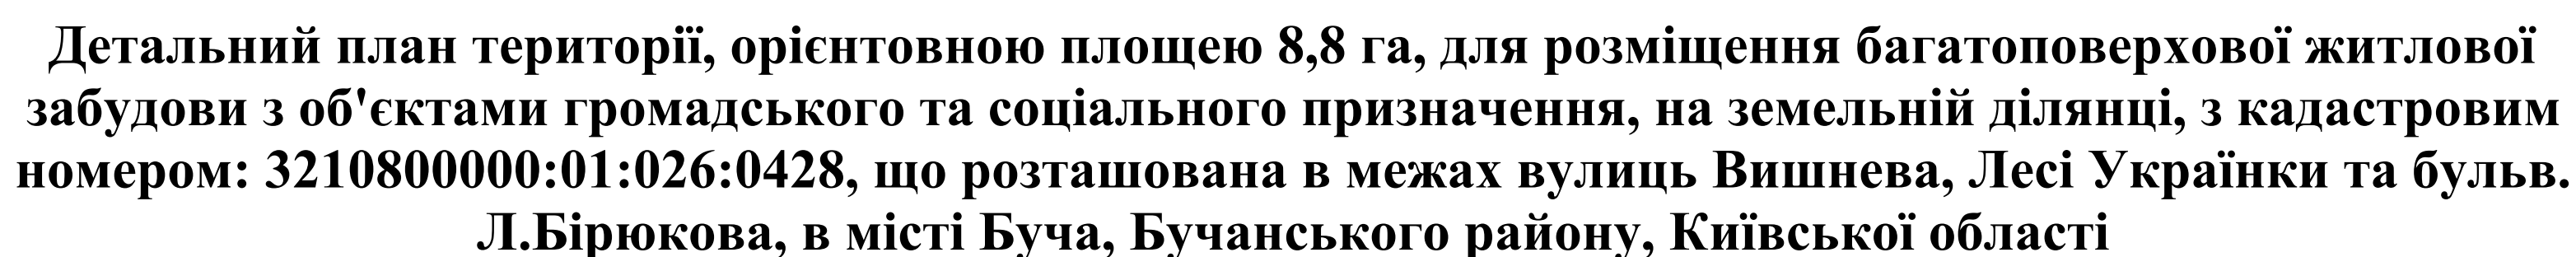 Детальний план території, орієнтовною площею 8,8 га, для розміщення багатоповерхової житлової
забудови з об'єктами громадського та соціального призначення, на земельній ділянці, з кадастровим
номером: 3210800000:01:026:0428, що розташована в межах вулиць Вишнева, Лесі Українки та бульв.
Л.Бірюкова, в місті Буча, Бучанського району, Київської області